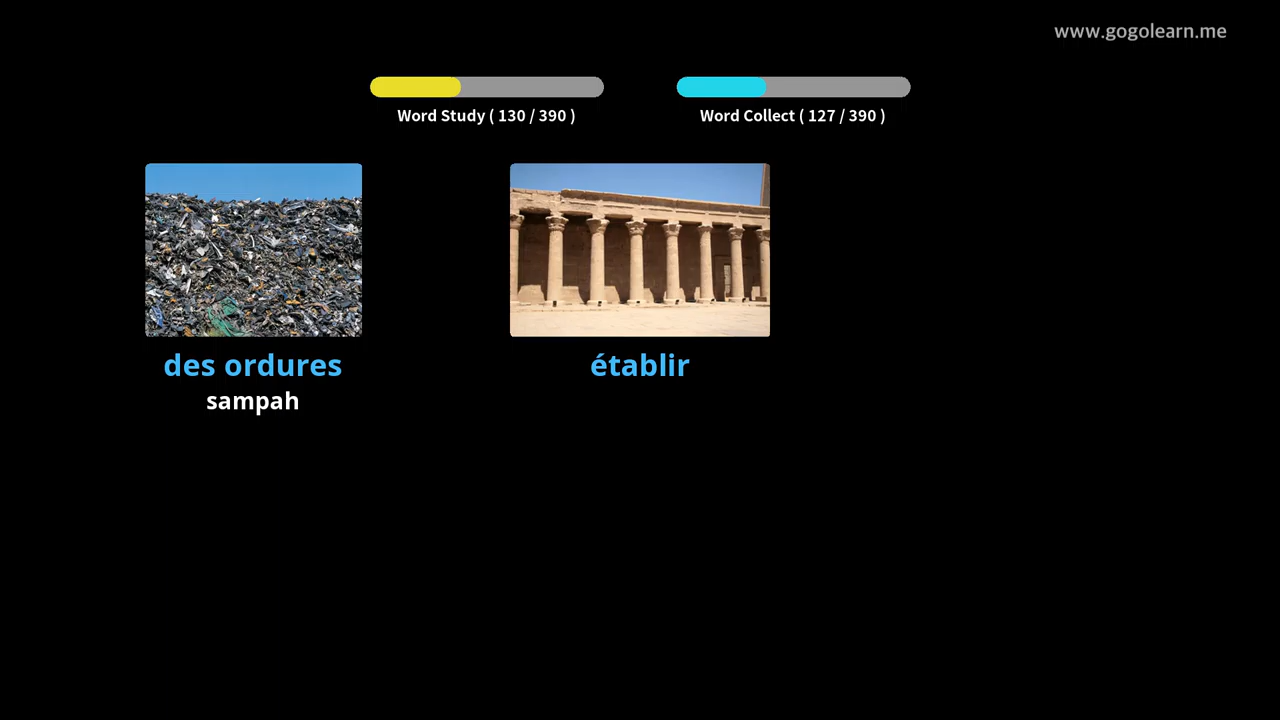 www.gogolearn.me
Word Study ( 130 / 390 )
Word Collect ( 127 / 390 )
des ordures
sampah
établir